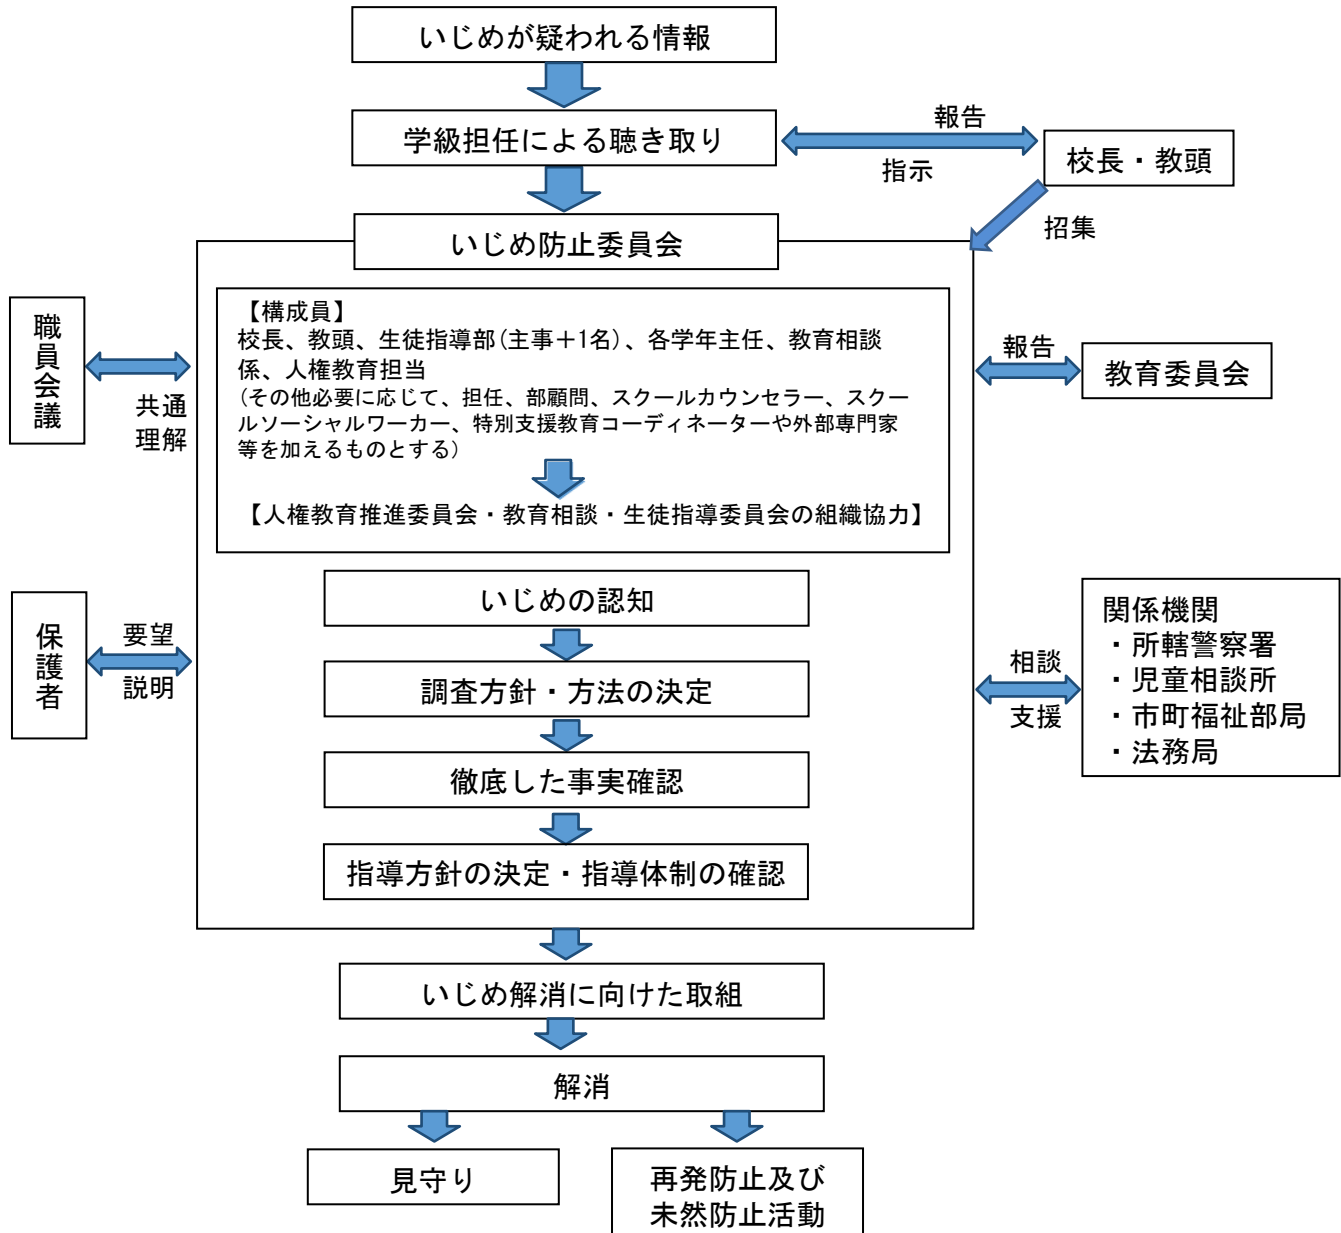 いじめが疑われる情報
学級担任による聴き取り
報告
指示
校長・教頭
招集
いじめ防止委員会
【構成員】
校長、教頭、生徒指導部(主事＋1名)、各学年主任、教育相談
係、人権教育担当
(その他必要に応じて、担任、部顧問、スクールカウンセラー、スクー
ルソーシャルワーカー、特別支援教育コーディネーターや外部専門家
等を加えるものとする)
【人権教育推進委員会・教育相談・生徒指導委員会の組織協力】
職員会議
共通
理解
報告
教育委員会
いじめの認知
調査方針・方法の決定
徹底した事実確認
指導方針の決定・指導体制の確認
保護者
要望
説明
相談
支援
関係機関
・所轄警察署
・児童相談所
・市町福祉部局
・法務局
いじめ解消に向けた取組
解消
見守り
再発防止及び
未然防止活動